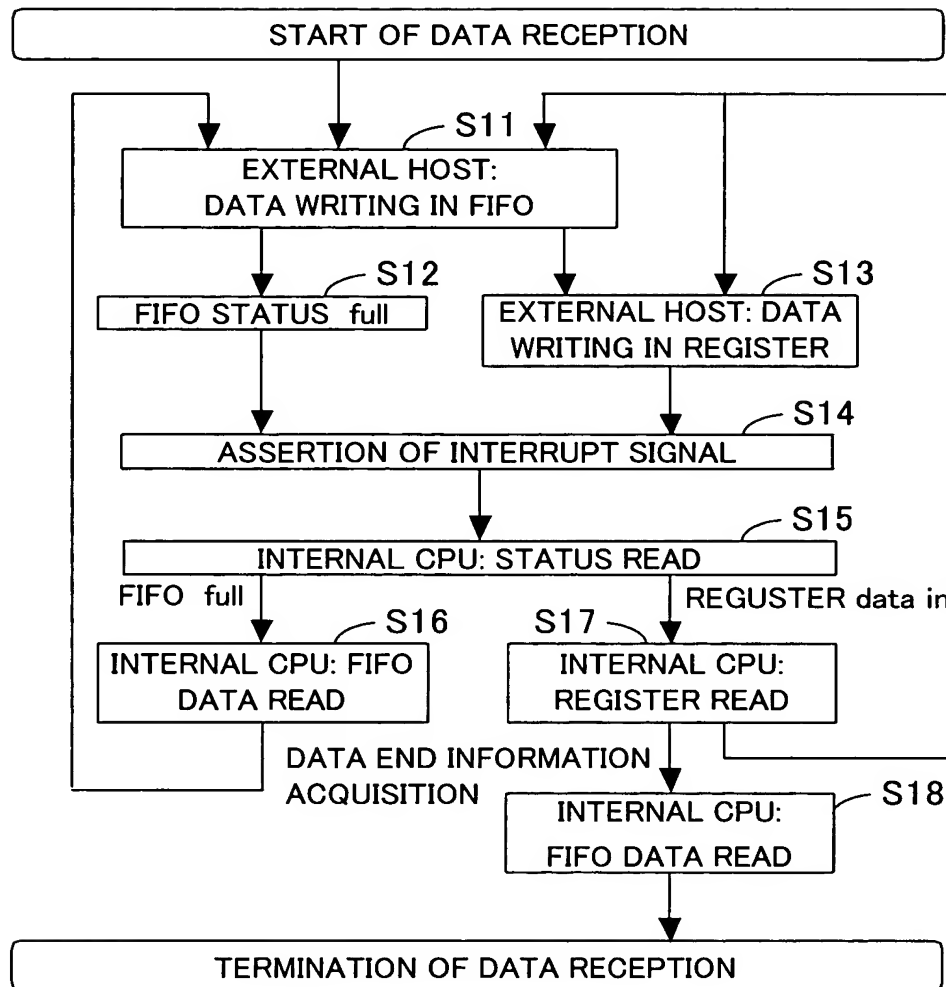 START OF DATA RECEPTION
S11
EXTERNAL HOST:
DATA WRITING IN FIFO
S12
FIFO STATUS full
S13
EXTERNAL HOST: DATA
WRITING IN REGISTER
S14
ASSERTION OF INTERRUPT SIGNAL
S15
INTERNAL CPU: STATUS READ
FIFO full
REGUSTER data in
S16
INTERNAL CPU: FIFO
DATA READ
S17
INTERNAL CPU:
REGISTER READ
DATA END INFORMATION
ACQUISITION
S18
INTERNAL CPU:
FIFO DATA READ
TERMINATION OF DATA RECEPTION